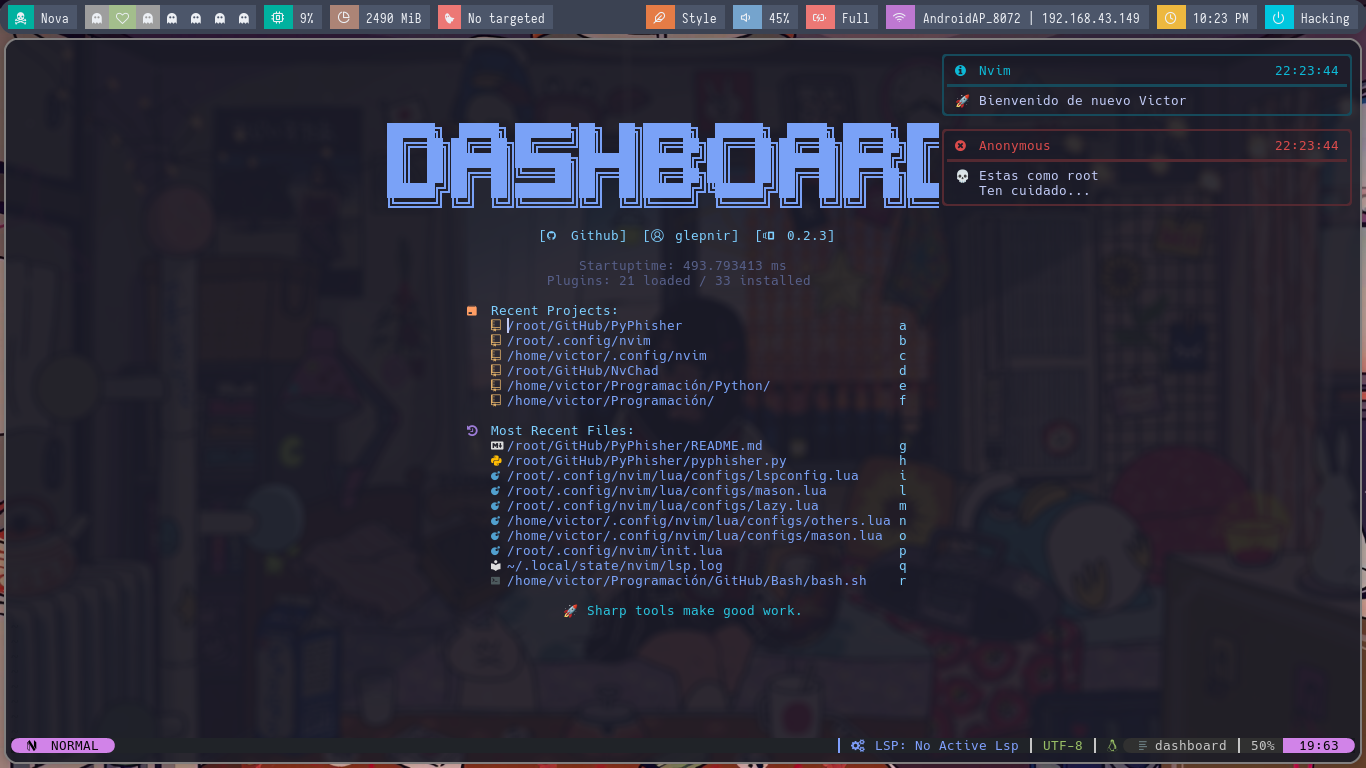 Nova 9% 2490 MiB No targeted Style 45% Full AndroidAP_8072 | 192.168.43.149 10:23 PM Hacking
Nvim 22:23:44
🚀 Bienvenido de nuevo Victor
Anonymous 22:23:44
💀 Estas como root
Ten cuidado...
DASHBOARD
[ Github] [ glepnir] [ 0.2.3]
Startuptime: 493.793413 ms
Plugins: 21 loaded / 33 installed
Recent Projects:
/root/GitHub/PyPhisher a
/root/.config/nvim b
/home/victor/.config/nvim c
/root/GitHub/NvChad d
/home/victor/Programación/Python/ e
/home/victor/Programación/ f
Most Recent Files:
/root/GitHub/PyPhisher/README.md g
/root/GitHub/PyPhisher/pyphisher.py h
/root/.config/nvim/lua/configs/lspconfig.lua i
/root/.config/nvim/lua/configs/mason.lua l
/root/.config/nvim/lua/configs/lazy.lua m
/home/victor/.config/nvim/lua/configs/others.lua n
/home/victor/.config/nvim/lua/configs/mason.lua o
/root/.config/nvim/init.lua p
~/.local/state/nvim/lsp.log q
/home/victor/Programación/GitHub/Bash/bash.sh r
🚀 Sharp tools make good work.
NORMAL | LSP: No Active Lsp | UTF-8 | dashboard | 50% 19:63